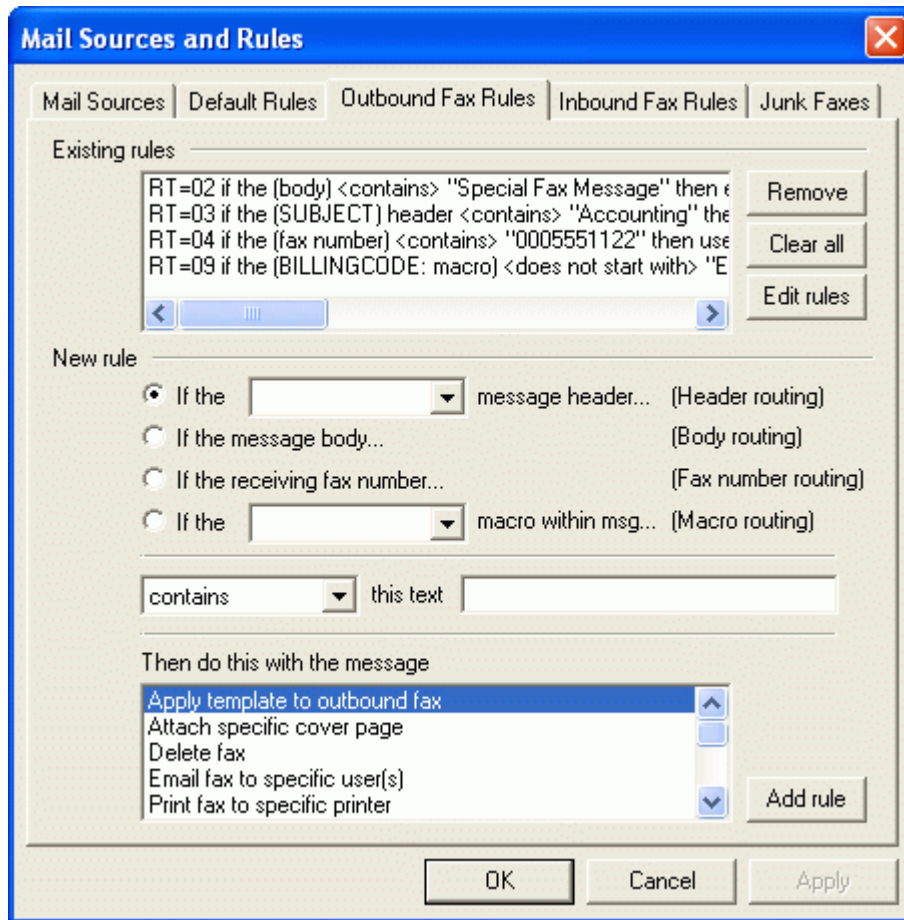 Mail Sources and Rules
Mail Sources Default Rules Outbound Fax Rules Inbound Fax Rules Junk Faxes
Existing rules
RT=02 if the (body) <contains> "Special Fax Message" then
RT=03 if the (SUBJECT) header <contains> "Accounting" the
RT=04 if the (fax number) <contains> "0005551122" then use
RT=09 if the (BILLINGCODE: macro) <does not start with> "E
Remove
Clear all
Edit rules
New rule
If the message header... (Header routing)
If the message body... (Body routing)
If the receiving fax number... (Fax number routing)
If the macro within msg... (Macro routing)
contains this text
Then do this with the message
Apply template to outbound fax
Attach specific cover page
Delete fax
Email fax to specific user(s)
Print fax to specific printer
Add rule
OK Cancel Apply